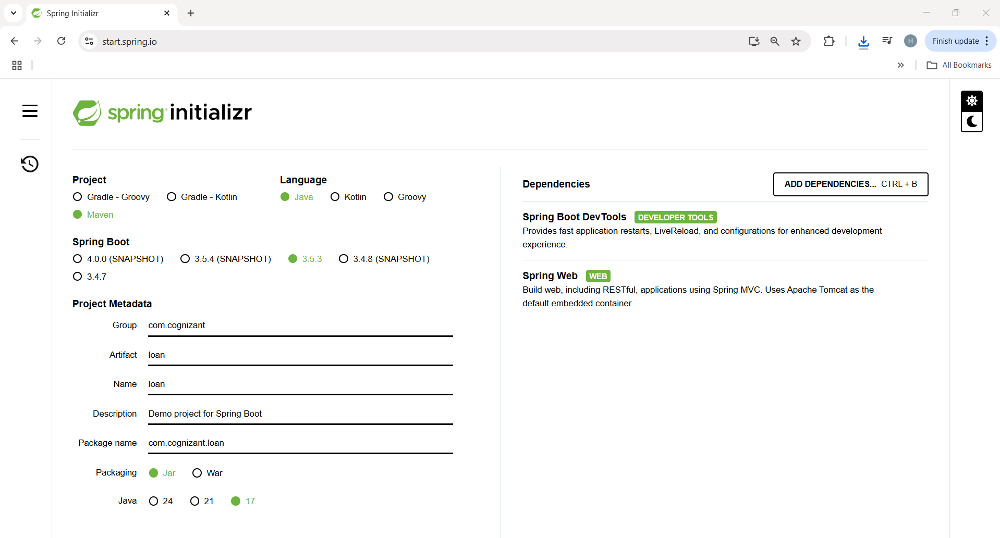 Spring Initializr
start.spring.io
H
Finish update
All Bookmarks
spring initializr
Project
Gradle - Groovy
Gradle - Kotlin
Maven
Language
Java
Kotlin
Groovy
Spring Boot
4.0.0 (SNAPSHOT)
3.5.4 (SNAPSHOT)
3.5.3
3.4.8 (SNAPSHOT)
3.4.7
Project Metadata
Group com.cognizant
Artifact loan
Name loan
Description Demo project for Spring Boot
Package name com.cognizant.loan
Packaging Jar War
Java 24 21 17
Dependencies
ADD DEPENDENCIES... CTRL + B
Spring Boot DevTools DEVELOPER TOOLS
Provides fast application restarts, LiveReload, and configurations for enhanced development
experience.
Spring Web WEB
Build web, including RESTful, applications using Spring MVC. Uses Apache Tomcat as the
default embedded container.